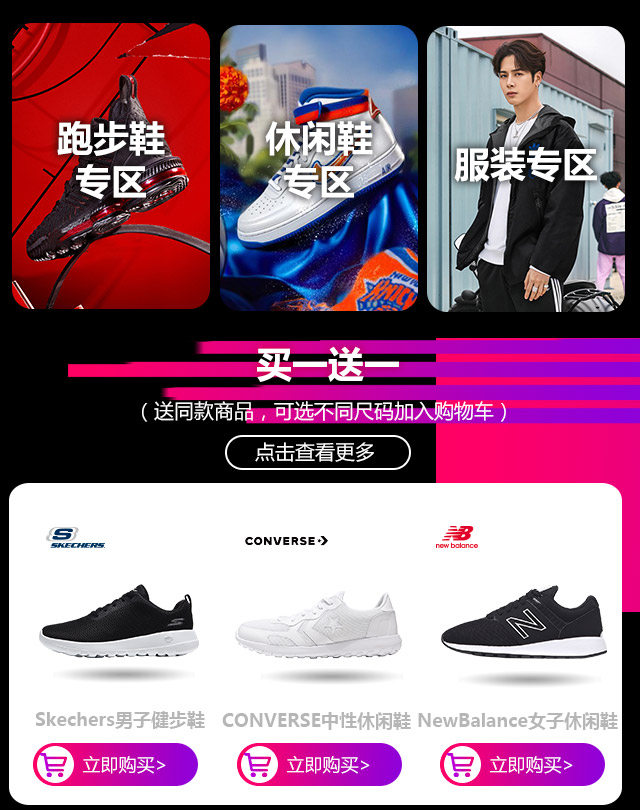 跑步鞋
专区
休闲鞋
专区
服装专区
买一送一
（送同款商品，可选不同尺码加入购物车）
点击查看更多
S
SKECHERS
CONVERSE
NB
new balance
Skechers男子健步鞋
CONVERSE中性休闲鞋
NewBalance女子休闲鞋
立即购买>
立即购买>
立即购买>